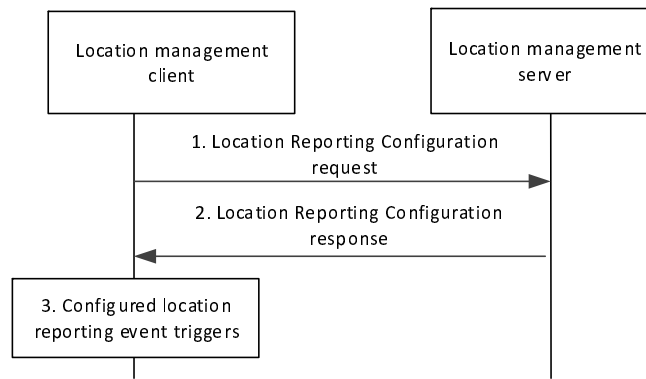 Location management
client
Location management
server
1. Location Reporting Configuration
request
2. Location Reporting Configuration
response
3. Configured location
reporting event triggers